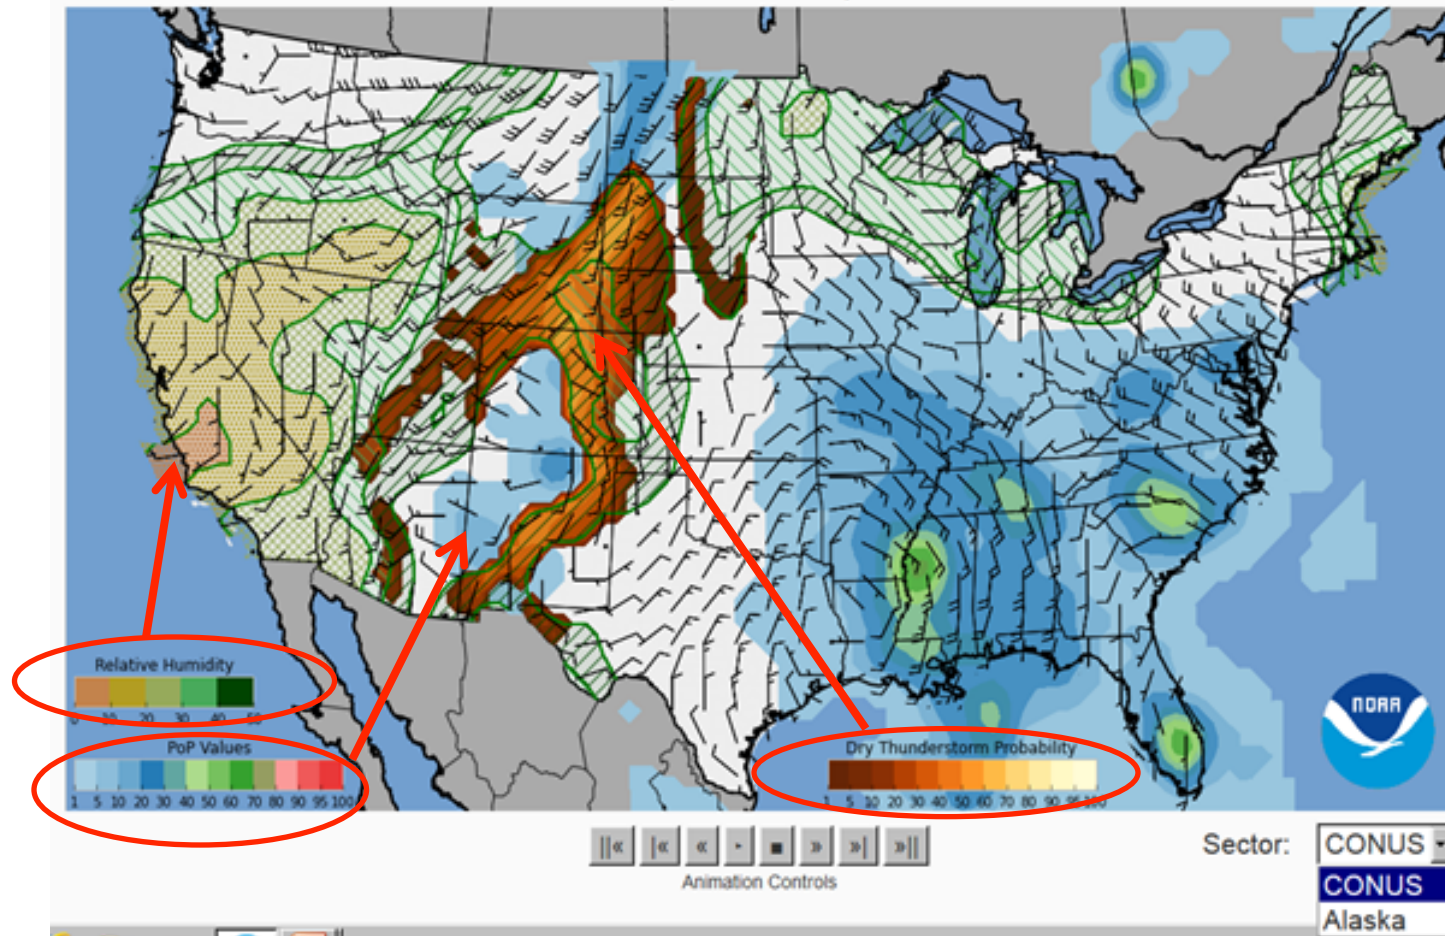 NOAA
Relative Humidity
0 10 20 30 40 50
PoP Values
1 5 10 20 30 40 50 60 70 80 90 95 100
Dry Thunderstorm Probability
1 5 10 20 30 40 50 60 70 80 90 95 100
||« |« « ‣ ■ » »| »||
Animation Controls
Sector:
CONUS
CONUS
Alaska